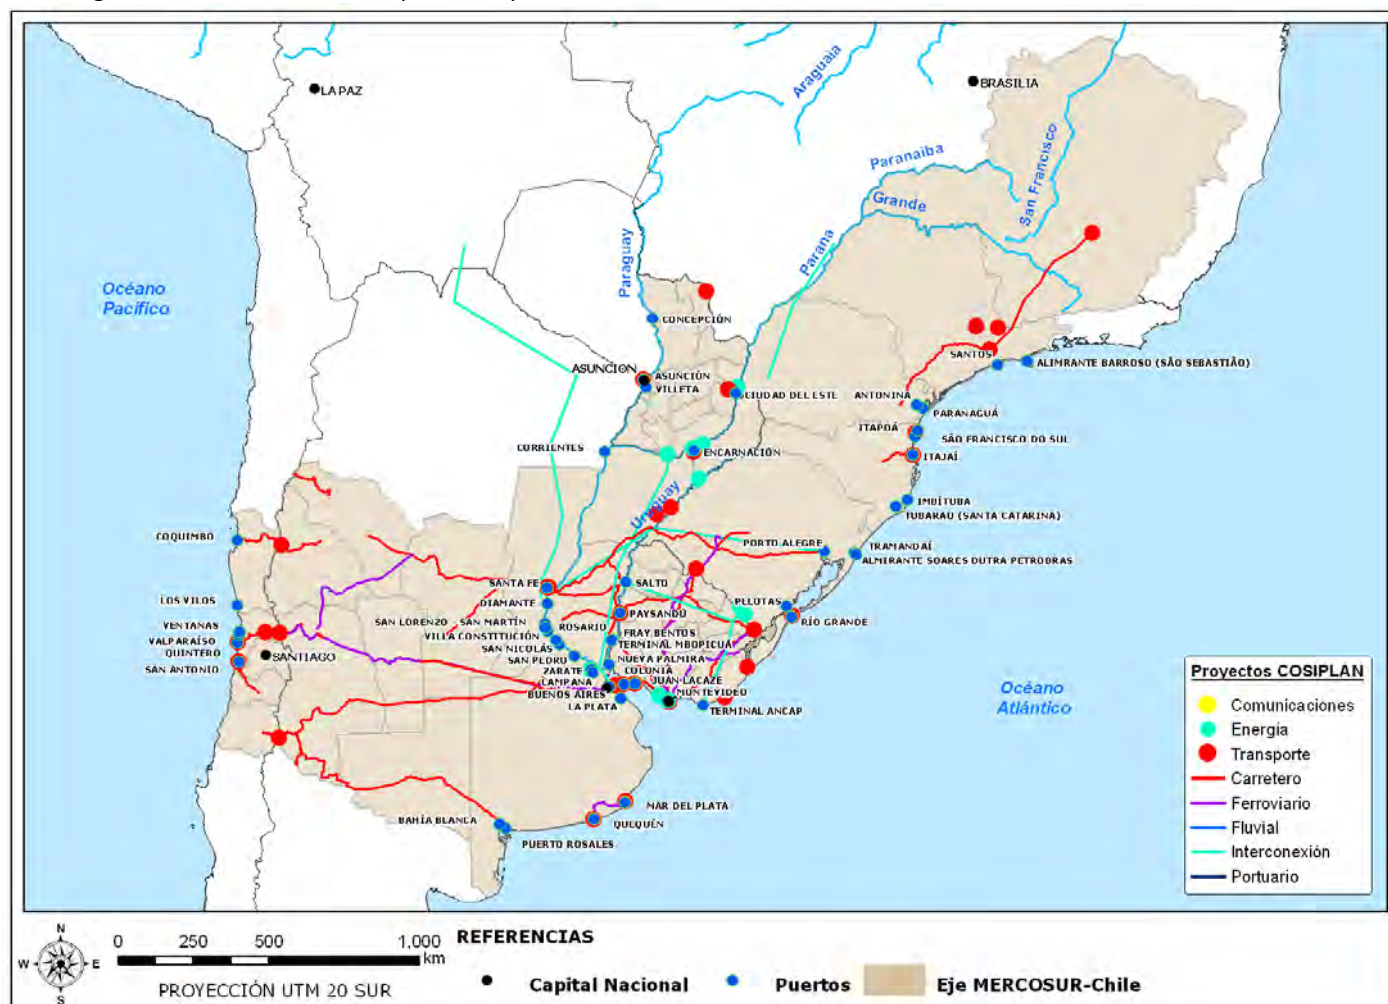 LA PAZ
BRASILIA
Araguaia
Paranaiba
San Francisco
Grande
Parana
Paraguay
Océano
Pacífico
CONCEPCIÓN
SANTOS
ALIMRANTE BARROSO (SÃO SEBASTIÃO)
ASUNCION
ASUNCIÓN
VILLETA
CIUDAD DEL ESTE
ANTONINA
PARANAGUÁ
ITAPOÁ
SÃO FRANCISCO DO SUL
CORRIENTES
ENCARNACIÓN
ITAJAÍ
Uruguay
IMBÍTUBA
TUBARAO (SANTA CATARINA)
COQUIMBO
PORTO ALEGRE
TRAMANDAÍ
ALMIRANTE SOARES DUTRA PETROBRAS
SANTA FE
SALTO
LOS VILOS
DIAMANTE
PELOTAS
SAN LORENZO
SAN MARTÍN
ROSARIO
PAYSANDÚ
RÍO GRANDE
VENTANAS
VALPARAÍSO
VILLA CONSTITUCIÓN
FRAY BENTOS
QUINTERO
SAN NICOLÁS
TERMINAL MBOPICUÁ
SANTIAGO
SAN PEDRO
NUEVA PALMIRA
SAN ANTONIO
ZARATE
COLONIA
CAMPANA
JUAN LACAZE
BUENOS AIRES
MONTEVIDEO
LA PLATA
TERMINAL ANCAP
Océano
Atlántico
MAR DEL PLATA
BAHÍA BLANCA
QUEQUÉN
PUERTO ROSALES
Proyectos COSIPLAN
Comunicaciones
Energía
Transporte
Carretero
Ferroviario
Fluvial
Interconexión
Portuario
N
W E
S
0 250 500 1,000
km
PROYECCIÓN UTM 20 SUR
REFERENCIAS
Capital Nacional
Puertos
Eje MERCOSUR-Chile